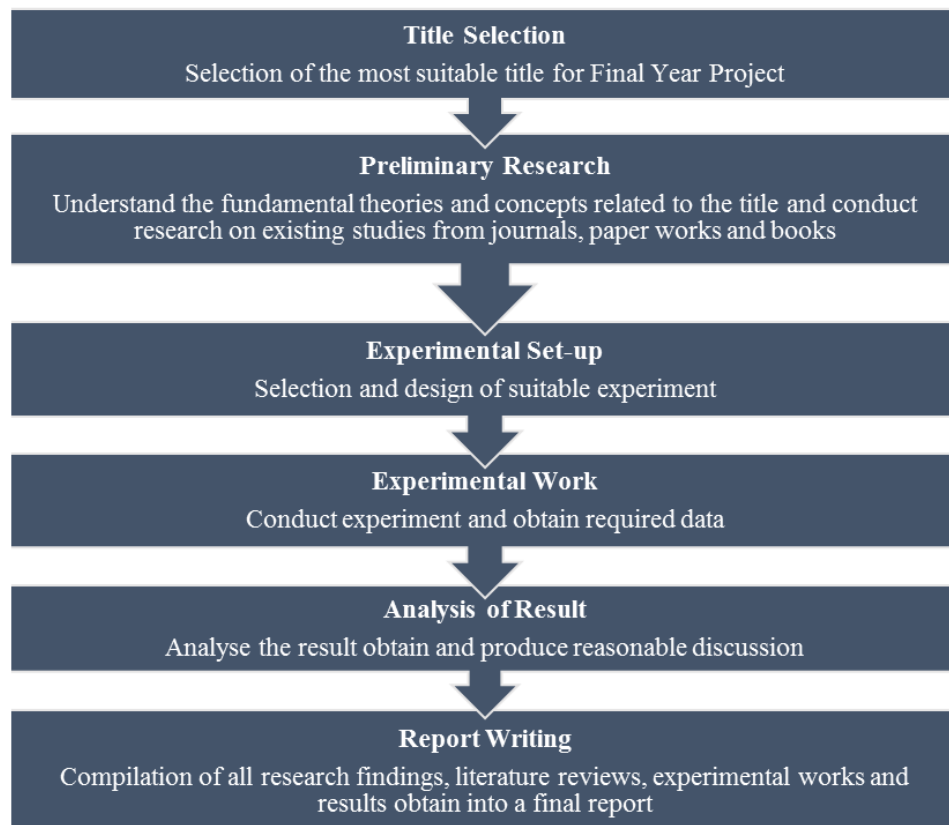 Title Selection
Selection of the most suitable title for Final Year Project
Preliminary Research
Understand the fundamental theories and concepts related to the title and conduct
research on existing studies from journals, paper works and books
Experimental Set-up
Selection and design of suitable experiment
Experimental Work
Conduct experiment and obtain required data
Analysis of Result
Analyse the result obtain and produce reasonable discussion
Report Writing
Compilation of all research findings, literature reviews, experimental works and
results obtain into a final report